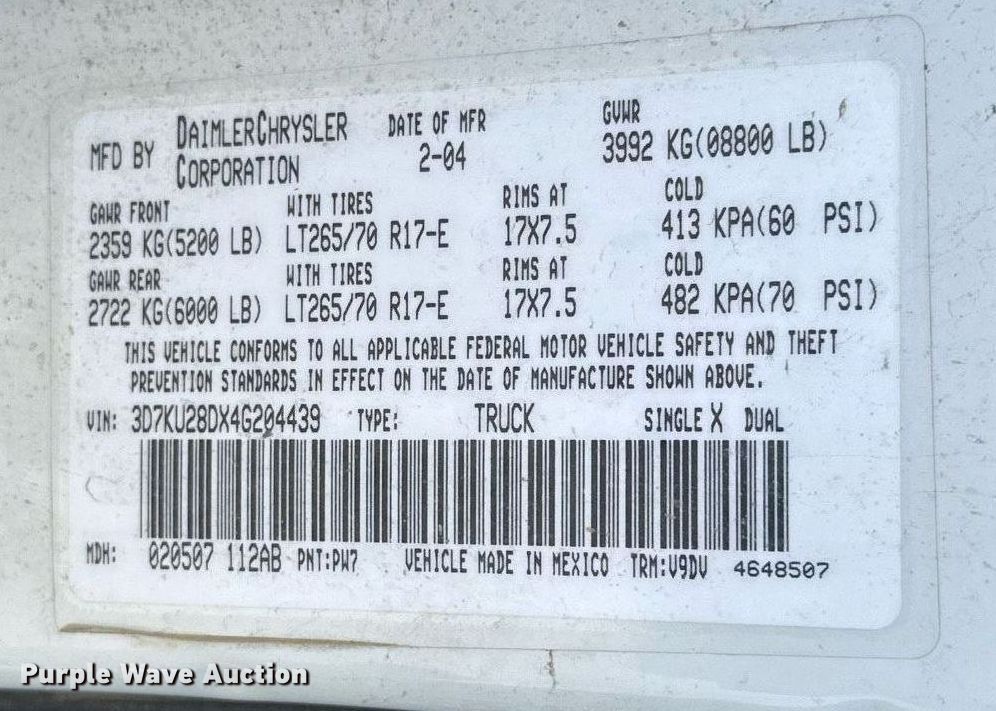 MFD BY DAIMLERCHRYSLER CORPORATION DATE OF MFR 2-04 GVWR 3992 KG(08800 LB)
GAWR FRONT WITH TIRES RIMS AT COLD
2359 KG(5200 LB) LT265/70 R17-E 17X7.5 413 KPA(60 PSI)
GAWR REAR WITH TIRES RIMS AT COLD
2722 KG(6000 LB) LT265/70 R17-E 17X7.5 482 KPA(70 PSI)
THIS VEHICLE CONFORMS TO ALL APPLICABLE FEDERAL MOTOR VEHICLE SAFETY AND THEFT
PREVENTION STANDARDS IN EFFECT ON THE DATE OF MANUFACTURE SHOWN ABOVE.
VIN: 3D7KU28DX4G204439 TYPE: TRUCK SINGLE X DUAL
MDH: 020507 112AB PNT:PW7 VEHICLE MADE IN MEXICO TRM:V9DV 4648507
Purple Wave Auction